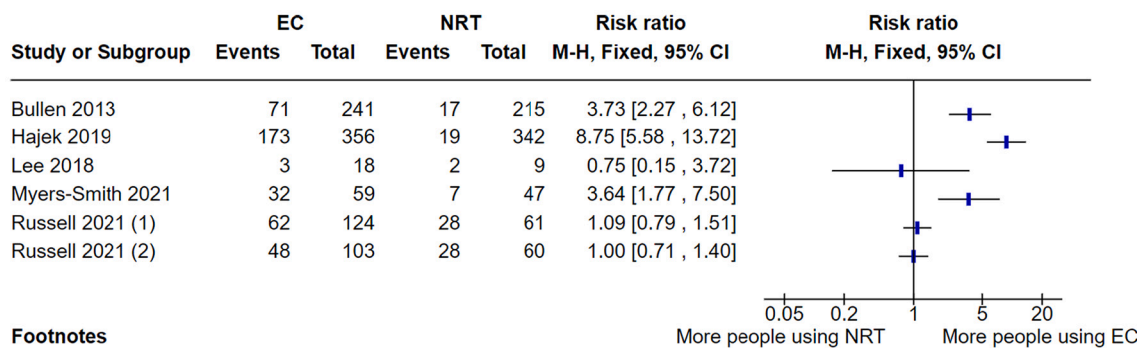 EC NRT Risk ratio Risk ratio
Study or Subgroup Events Total Events Total M-H, Fixed, 95% CI M-H, Fixed, 95% CI
Bullen 2013 71 241 17 215 3.73 [2.27 , 6.12]
Hajek 2019 173 356 19 342 8.75 [5.58 , 13.72]
Lee 2018 3 18 2 9 0.75 [0.15 , 3.72]
Myers-Smith 2021 32 59 7 47 3.64 [1.77 , 7.50]
Russell 2021 (1) 62 124 28 61 1.09 [0.79 , 1.51]
Russell 2021 (2) 48 103 28 60 1.00 [0.71 , 1.40]
0.05 0.2 1 5 20
Footnotes More people using NRT More people using EC